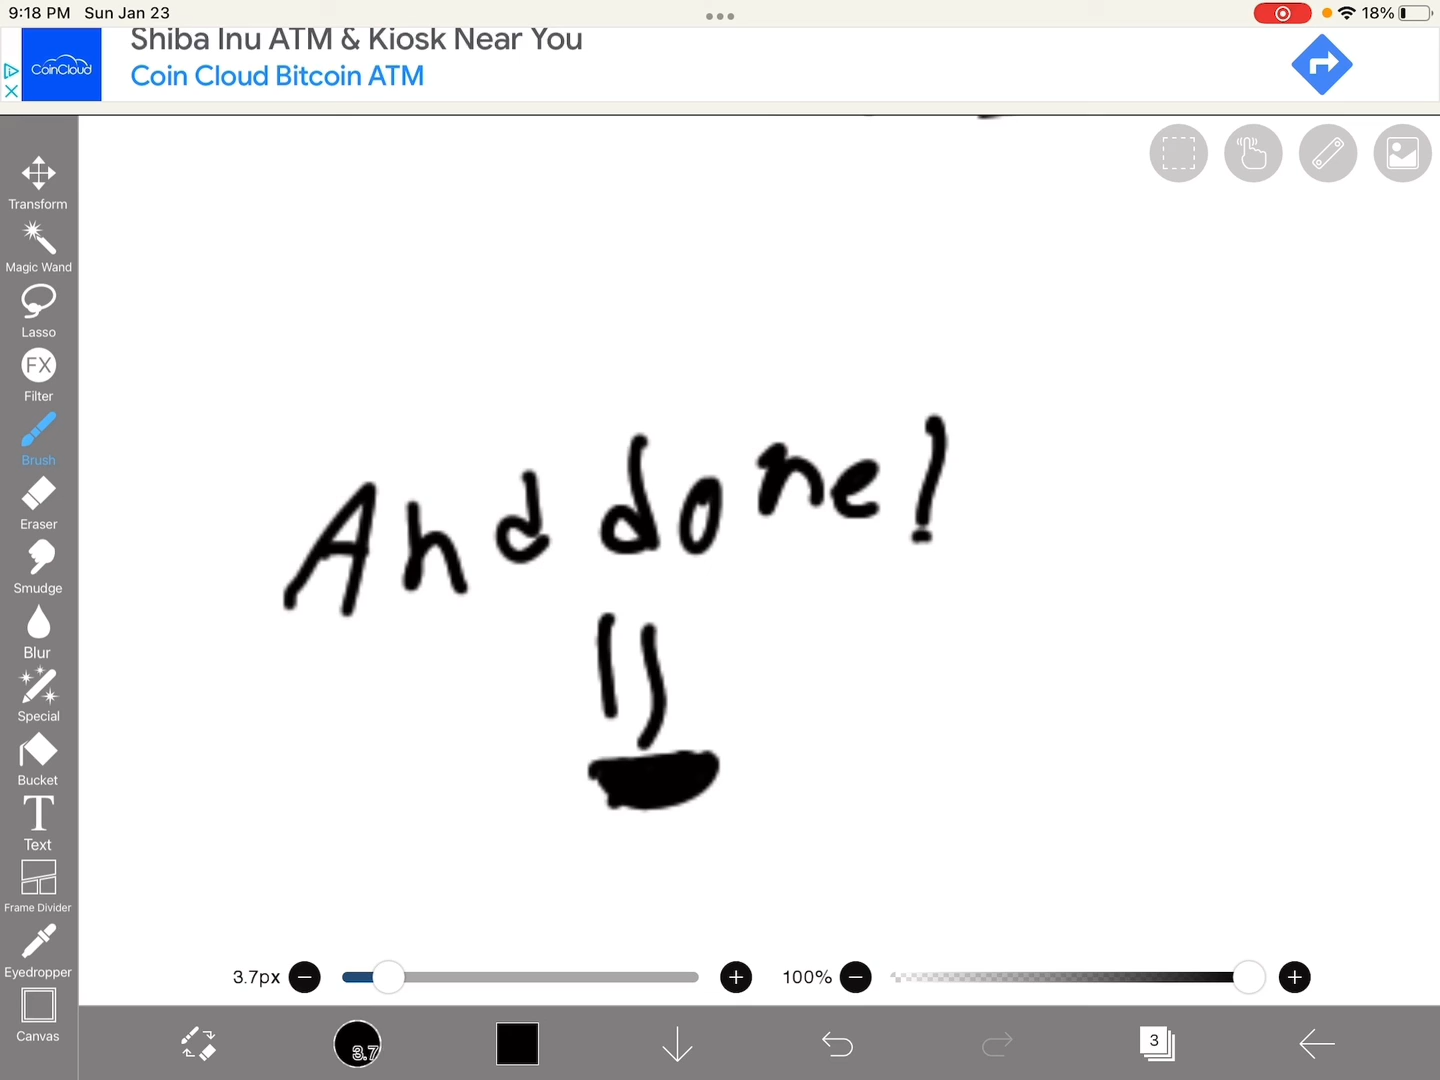 9:18 PM Sun Jan 23
18%
CoinCloud
Shiba Inu ATM & Kiosk Near You
Coin Cloud Bitcoin ATM
Transform
Magic Wand
Lasso
FX
Filter
Brush
Eraser
Smudge
Blur
Special
Bucket
T
Text
Frame Divider
Eyedropper
Canvas
And done!
3.7px
100%
3.7
3